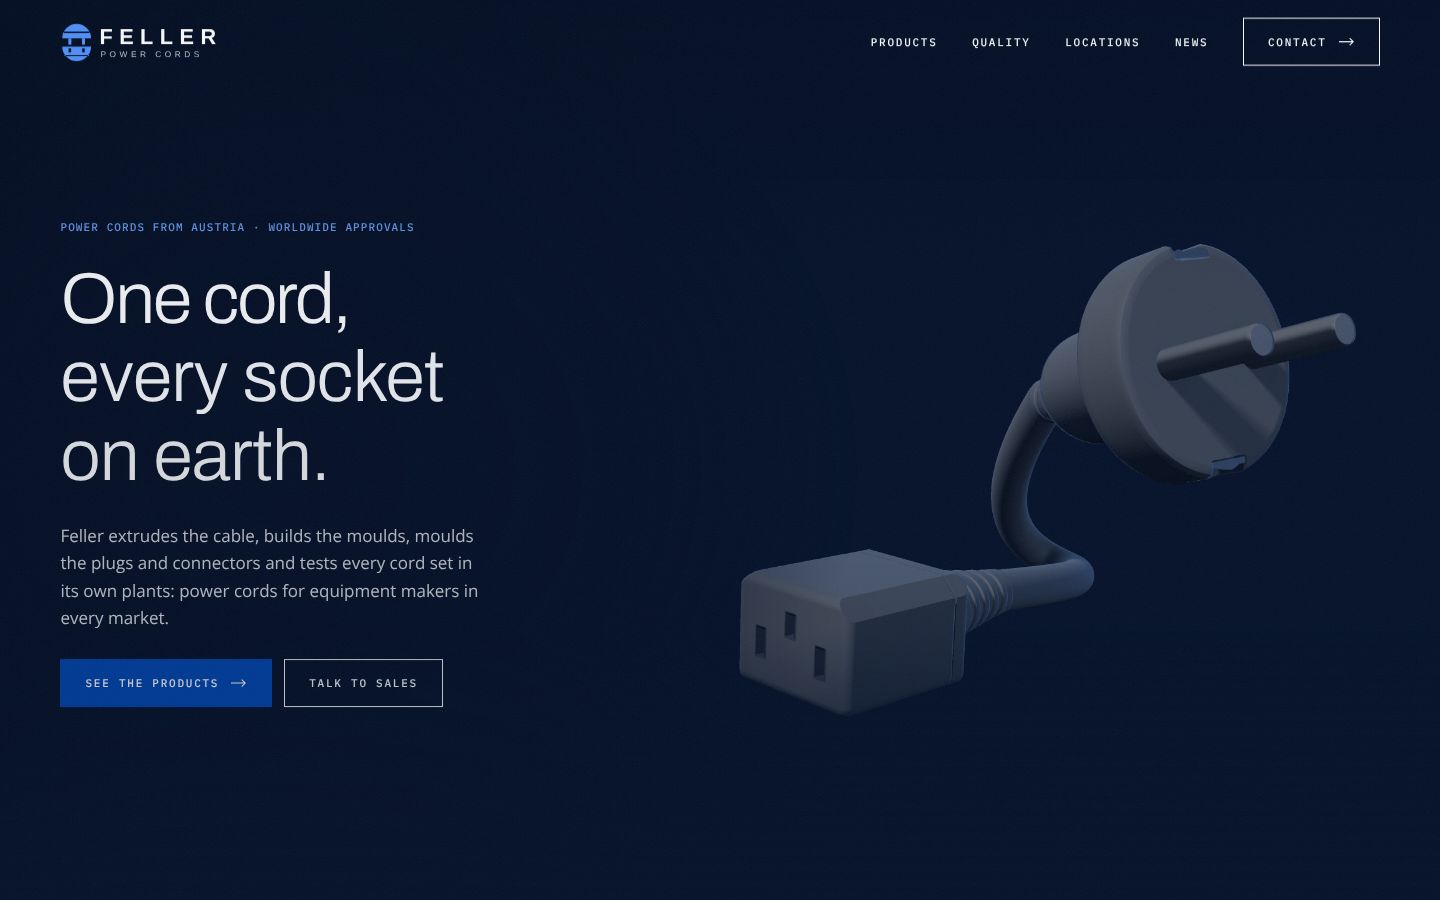 FELLER
POWER CORDS
PRODUCTS
QUALITY
LOCATIONS
NEWS
CONTACT
POWER CORDS FROM AUSTRIA · WORLDWIDE APPROVALS
One cord,
every socket
on earth.
Feller extrudes the cable, builds the moulds, moulds
the plugs and connectors and tests every cord set in
its own plants: power cords for equipment makers in
every market.
SEE THE PRODUCTS
TALK TO SALES